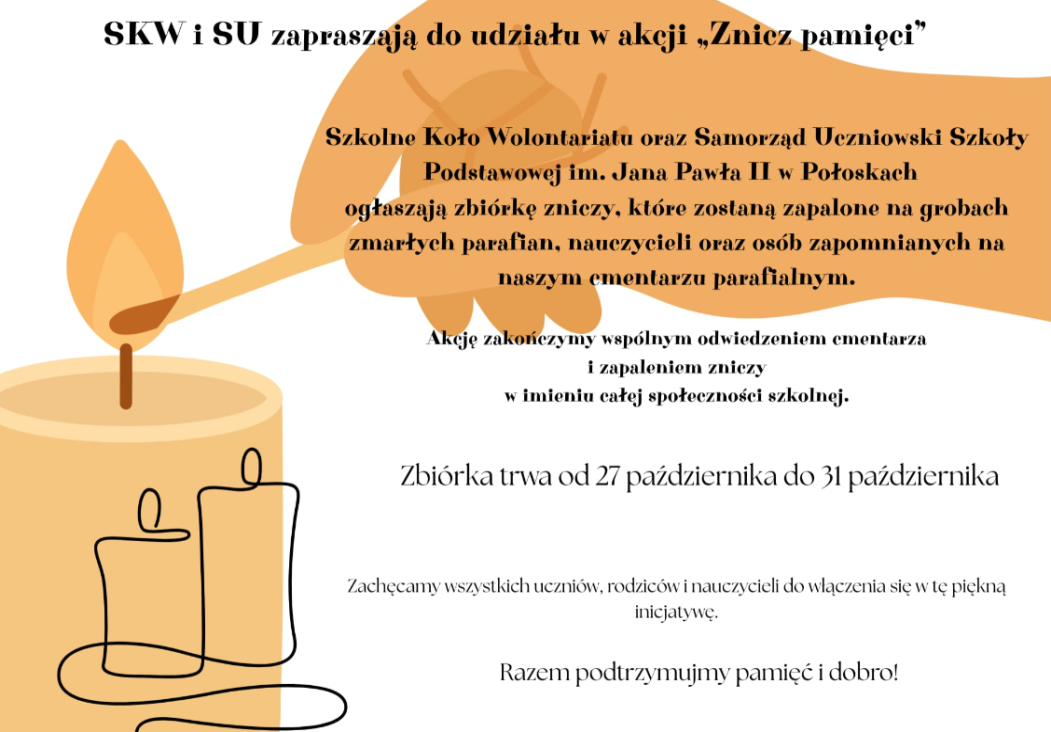 SKW i SU zapraszają do udziału w akcji „Znicz pamięci”
Szkolne Koło Wolontariatu oraz Samorząd Uczniowski Szkoły
Podstawowej im. Jana Pawła II w Połoskach
ogłaszają zbiórkę zniczy, które zostaną zapalone na grobach
zmarłych parafian, nauczycieli oraz osób zapomnianych na
naszym cmentarzu parafialnym.
Akcję zakończymy wspólnym odwiedzeniem cmentarza
i zapaleniem zniczy
w imieniu całej społeczności szkolnej.
Zbiórka trwa od 27 października do 31 października
Zachęcamy wszystkich uczniów, rodziców i nauczycieli do włączenia się w tę piękną
inicjatywę.
Razem podtrzymujmy pamięć i dobro!